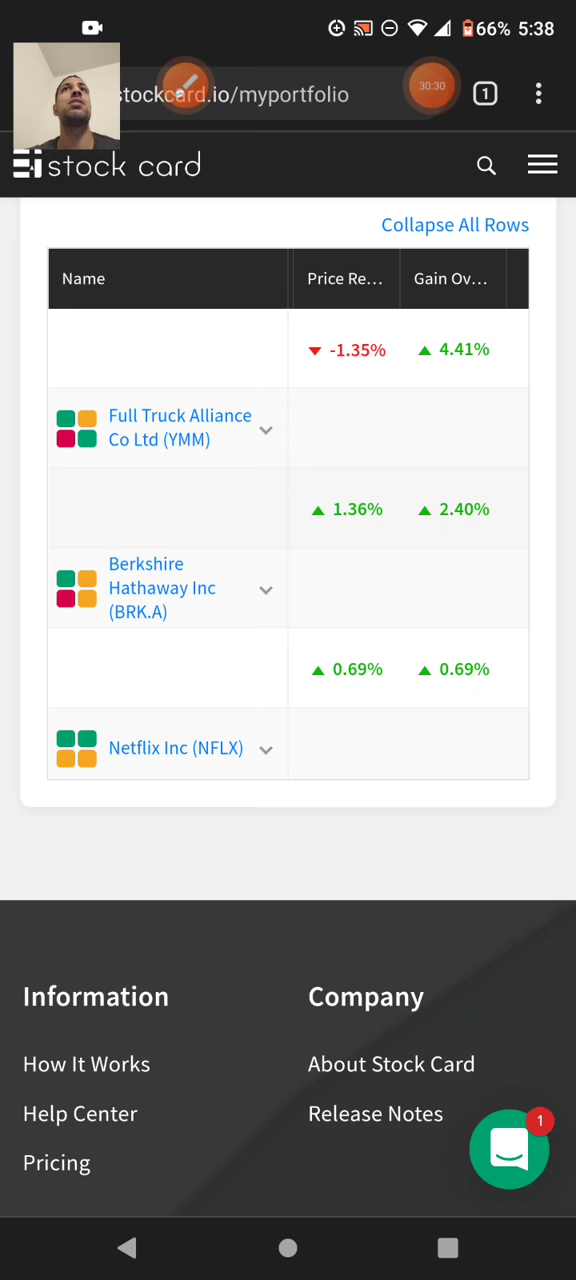 66% 5:38
stockcard.io/myportfolio
30:30
1
stock card
Collapse All Rows
Name Price Re... Gain Ov...
-1.35% 4.41%
Full Truck Alliance
Co Ltd (YMM)
1.36% 2.40%
Berkshire
Hathaway Inc
(BRK.A)
0.69% 0.69%
Netflix Inc (NFLX)
Information Company
How It Works About Stock Card
Help Center Release Notes
1
Pricing